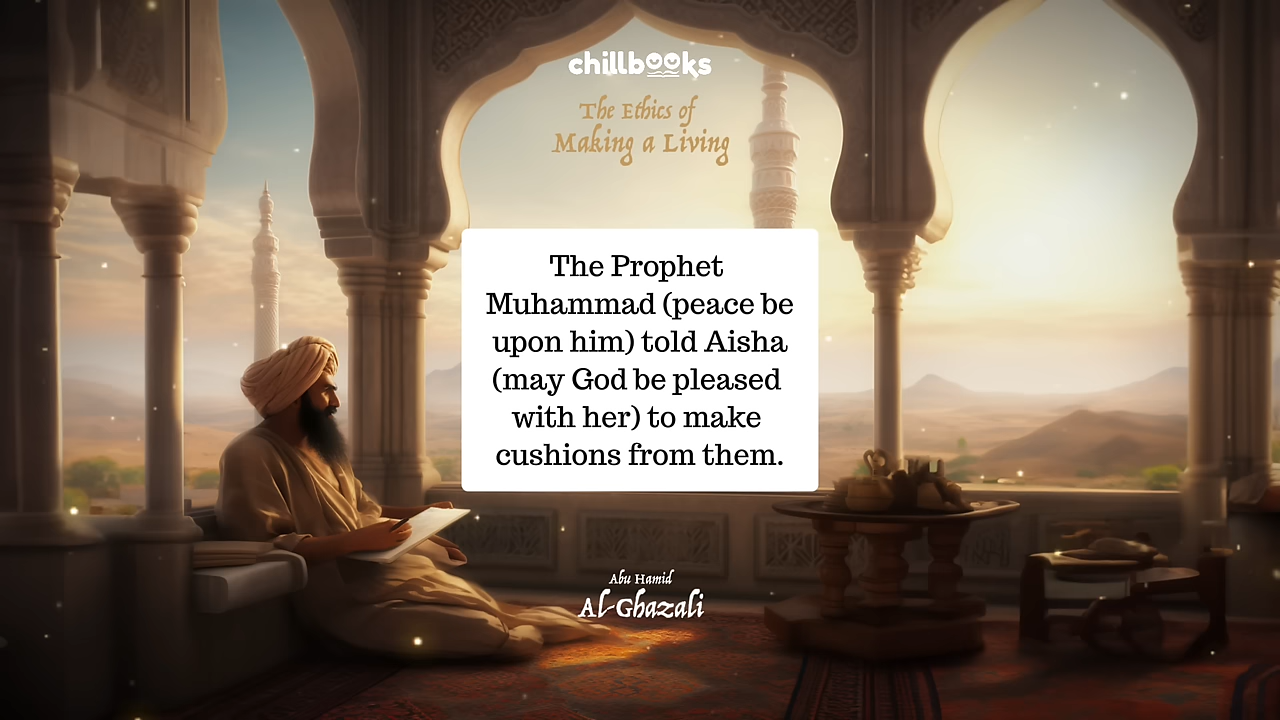 chillbooks
The Ethics of
Making a Living
The Prophet
Muhammad (peace be
upon him) told Aisha
(may God be pleased
with her) to make
cushions from them.
Abu Hamid
Al-Ghazali